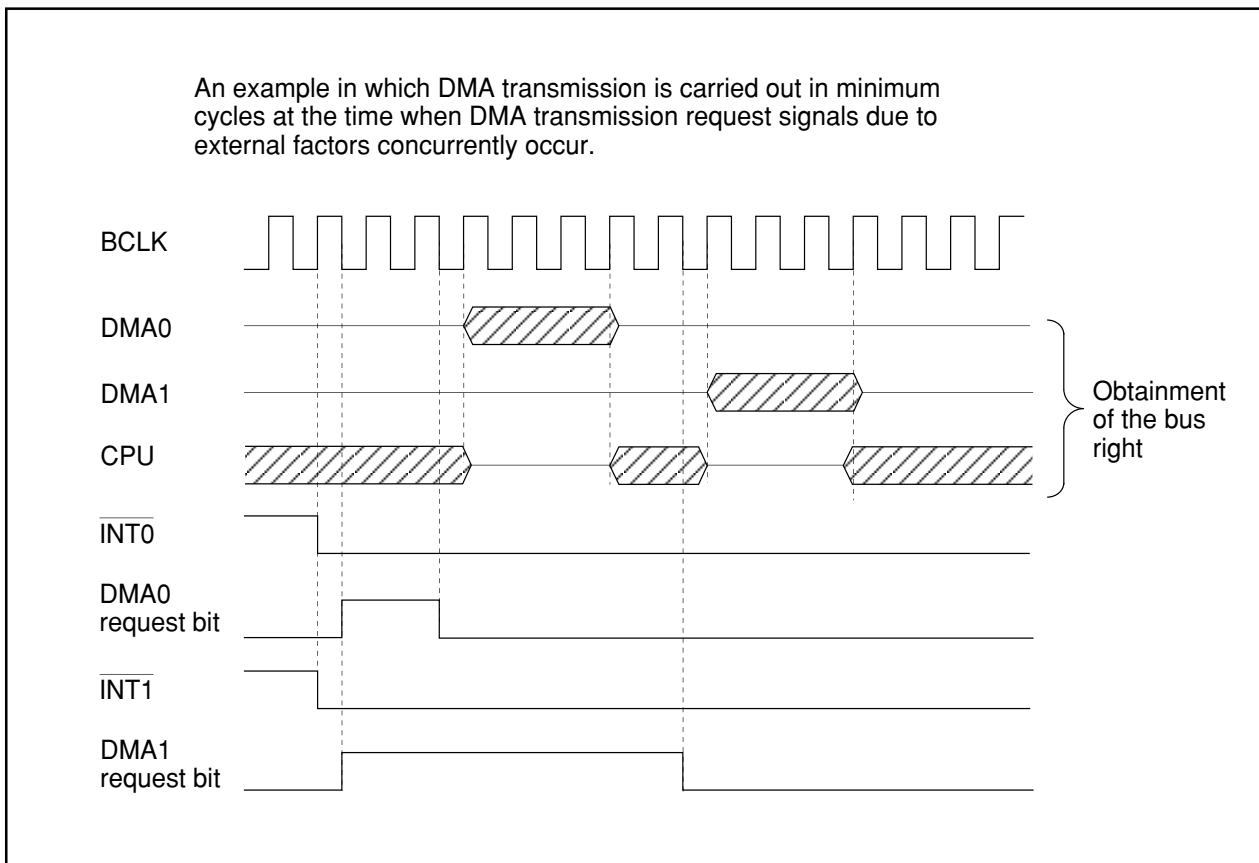 An example in which DMA transmission is carried out in minimum
cycles at the time when DMA transmission request signals due to
external factors concurrently occur.
BCLK
DMA0
DMA1
CPU
Obtainment
of the bus
right
INT0
DMA0
request bit
INT1
DMA1
request bit